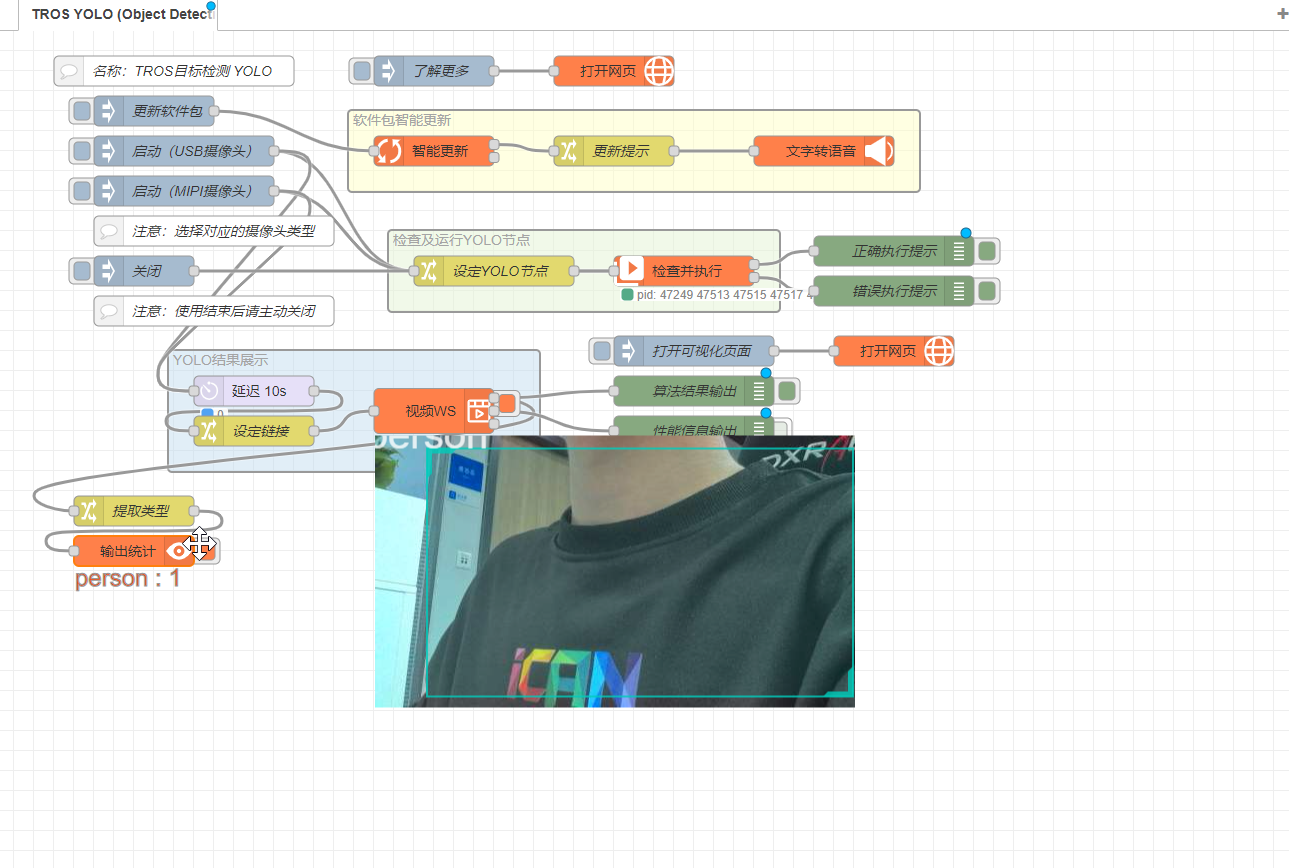 TROS YOLO (Object Detecti
名称：TROS目标检测 YOLO
了解更多
打开网页
更新软件包
软件包智能更新
智能更新
更新提示
文字转语音
启动（USB摄像头）
启动（MIPI摄像头）
注意：选择对应的摄像头类型
检查及运行YOLO节点
关闭
设定YOLO节点
检查并执行
正确执行提示
pid: 47249 47513 47515 47517 4
错误执行提示
注意：使用结束后请主动关闭
YOLO结果展示
打开可视化页面
打开网页
延迟 10s
算法结果输出
0
视频WS
设定链接
性能信息输出
person
提取类型
输出统计
person : 1
iCAN